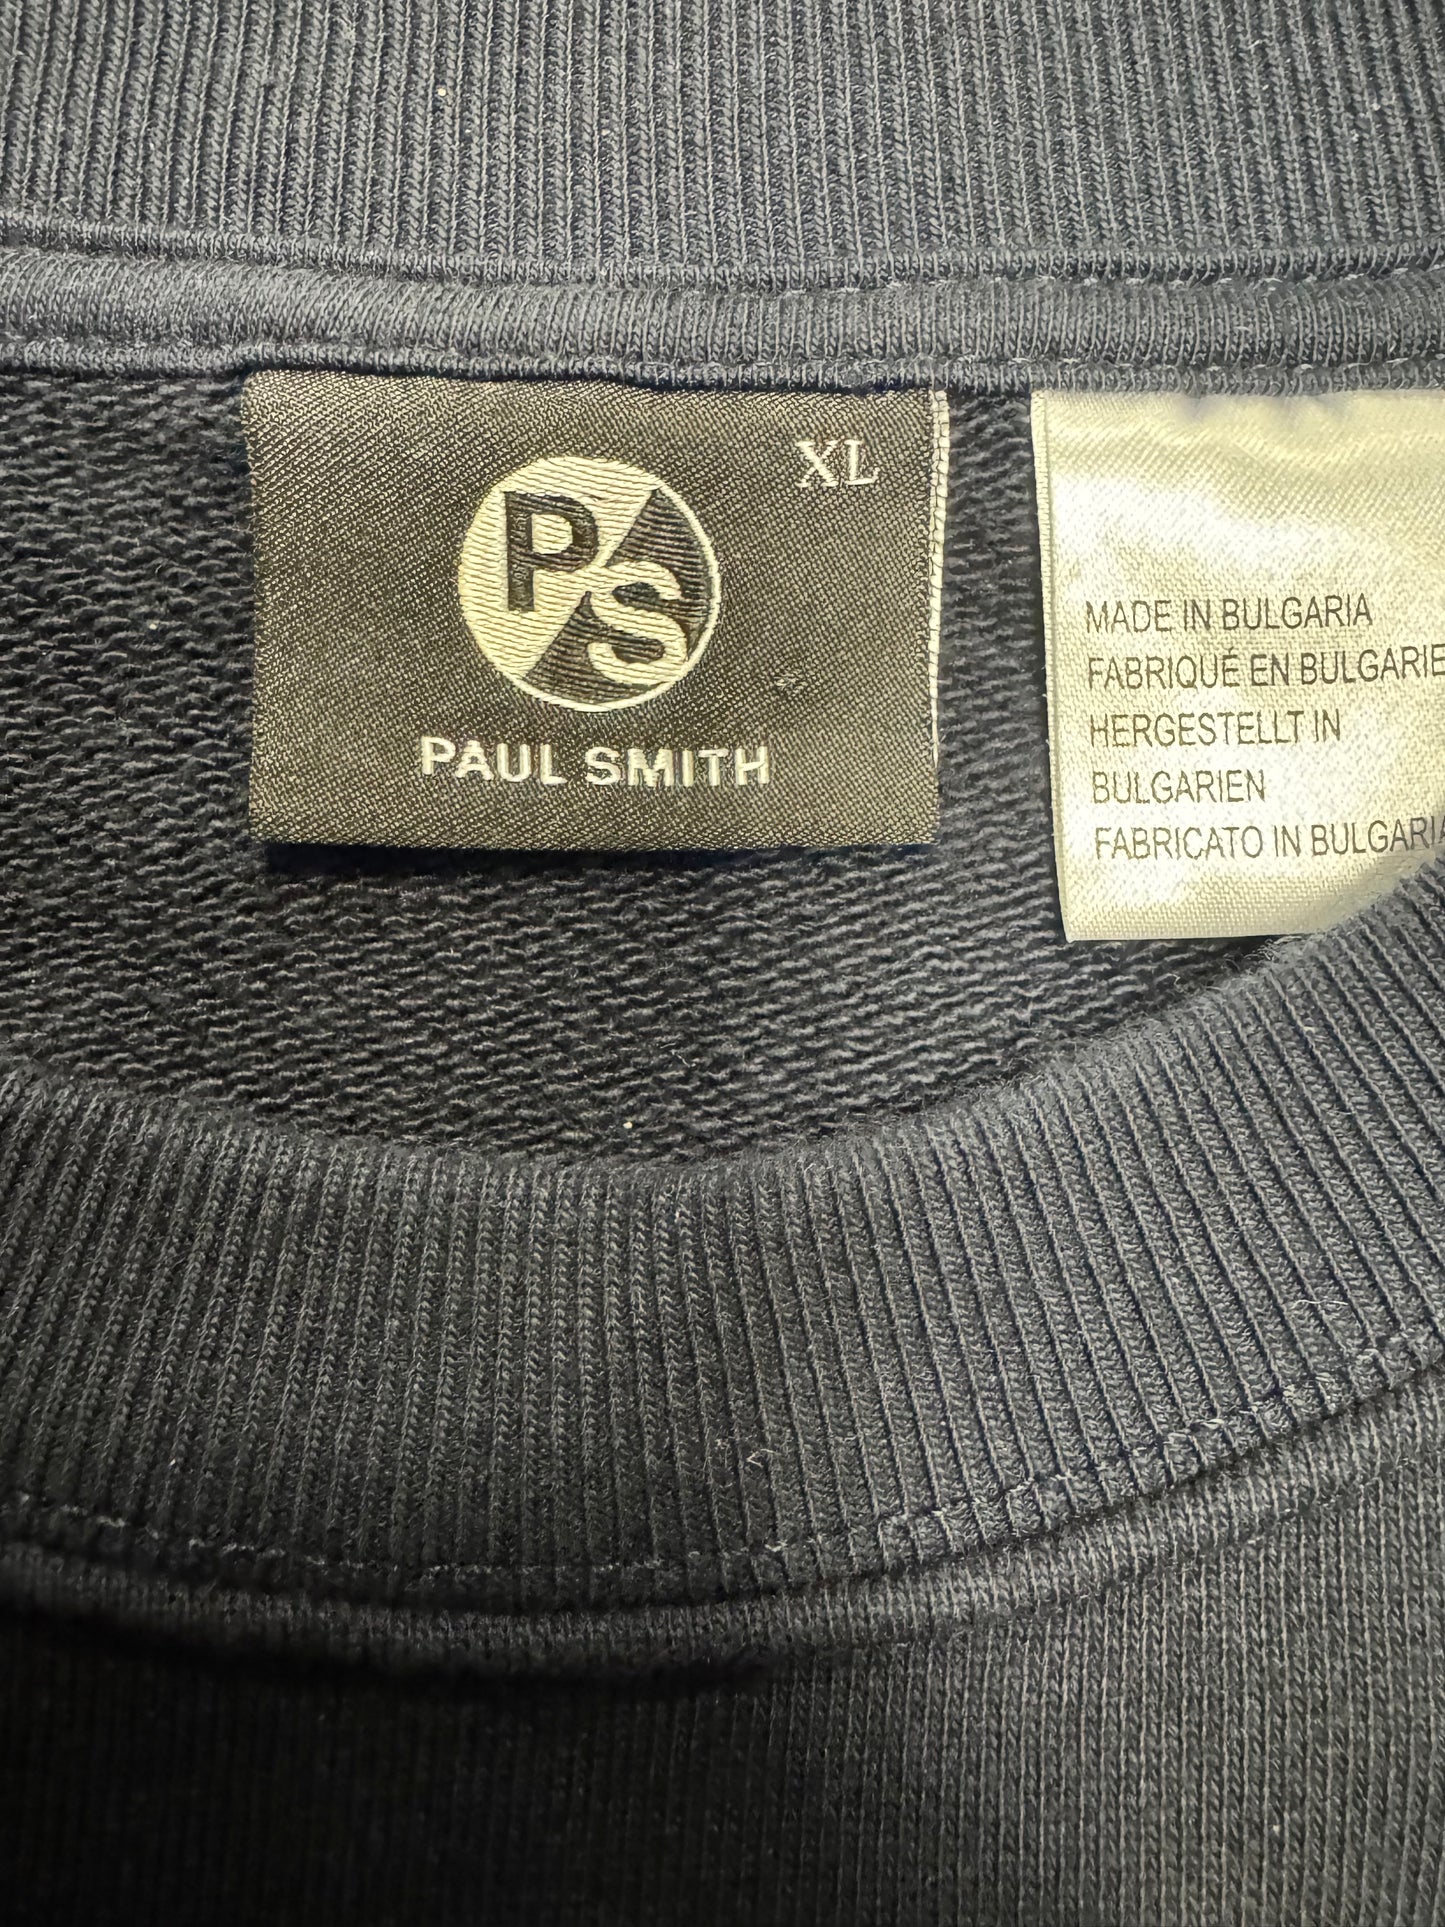 XL
PS
PAUL SMITH
MADE IN BULGARIA
FABRIQUÉ EN BULGARIE
HERGESTELLT IN
BULGARIEN
FABRICATO IN BULGARIA